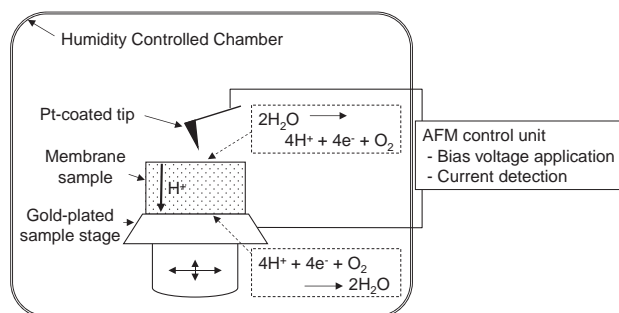 Humidity Controlled Chamber
Pt-coated tip
2H₂O ⟶
4H⁺ + 4e⁻ + O₂
AFM control unit
- Bias voltage application
- Current detection
Membrane
sample
H⁺
Gold-plated
sample stage
4H⁺ + 4e⁻ + O₂
⟶ 2H₂O